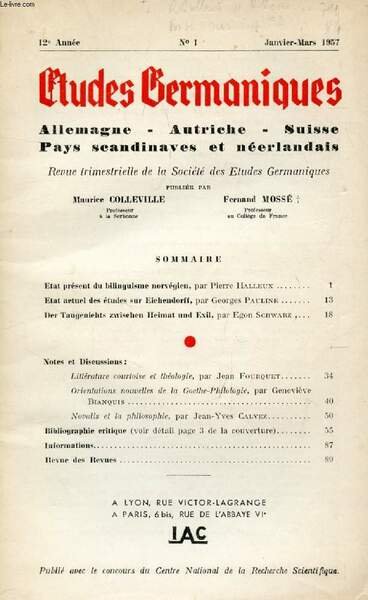 Le-livre.com
12e Année
No 1
Janvier-Mars 1957
Etudes Germaniques
Allemagne - Autriche - Suisse
Pays scandinaves et néerlandais
Revue trimestrielle de la Société des Etudes Germaniques
PUBLIÉE PAR
Maurice COLLEVILLE
Professeur
à la Sorbonne
Fernand MOSSÉ †
Professeur
au Collège de France
SOMMAIRE
Etat présent du bilinguisme norvégien, par Pierre HALLEUX ........ 1
Etat actuel des études sur Eichendorff, par Georges PAULINE ....... 13
Der Taugenichts zwischen Heimat und Exil, par Egon SCHWARZ .... 18
Notes et Discussions :
Littérature courtoise et théologie, par Jean FOURQUET ........ 34
Orientations nouvelles de la Goethe-Philologie, par Geneviève
BIANQUIS ........ 40
Novalis et la philosophie, par Jean-Yves CALVEZ ........ 50
Bibliographie critique (voir détail page 3 de la couverture) ........ 55
Informations ........ 87
Revue des Revues ........ 89
A LYON, RUE VICTOR-LAGRANGE
A PARIS, 6 bis, RUE DE L'ABBAYE VIe
IAC
Publié avec le concours du Centre National de la Recherche Scientifique.